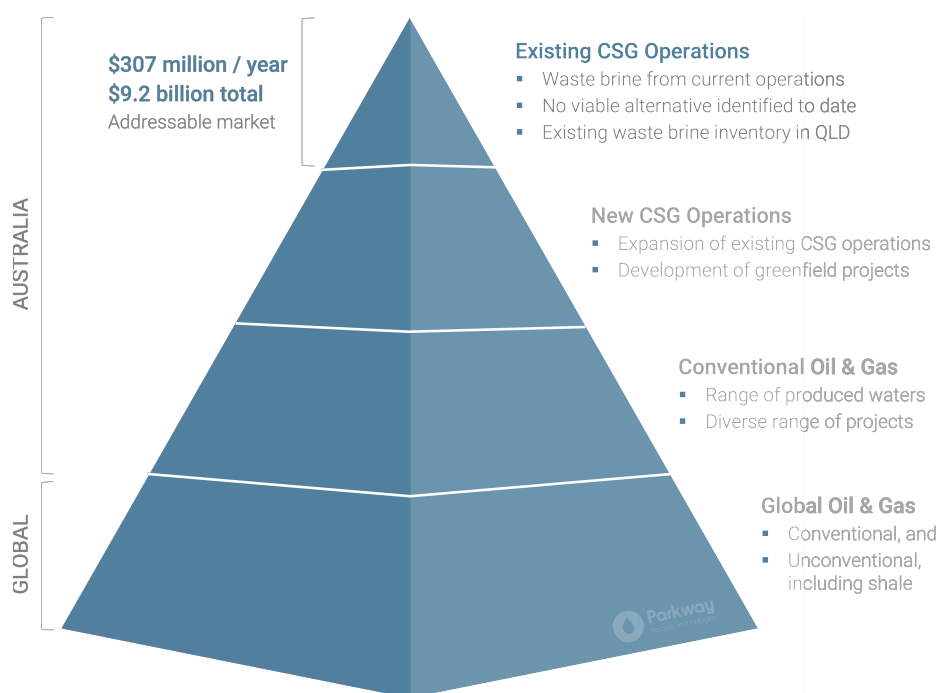 $307 million / year
$9.2 billion total
Addressable market
Existing CSG Operations
Waste brine from current operations
No viable alternative identified to date
Existing waste brine inventory in QLD
AUSTRALIA
New CSG Operations
Expansion of existing CSG operations
Development of greenfield projects
Conventional Oil & Gas
Range of produced waters
Diverse range of projects
GLOBAL
Global Oil & Gas
Conventional, and
Unconventional,
including shale
Parkway